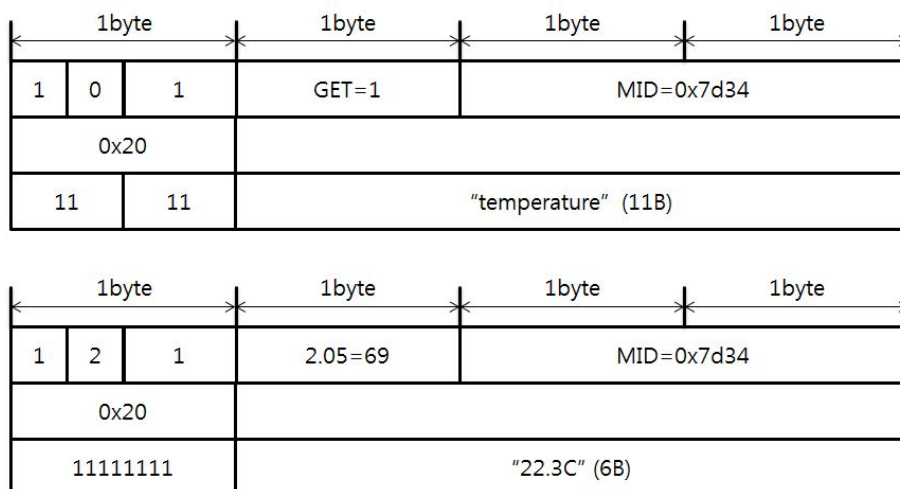 1byte 1byte 1byte 1byte
1 0 1 GET=1 MID=0x7d34
0x20
11 11 "temperature" (11B)
1byte 1byte 1byte 1byte
1 2 1 2.05=69 MID=0x7d34
0x20
11111111 "22.3C" (6B)